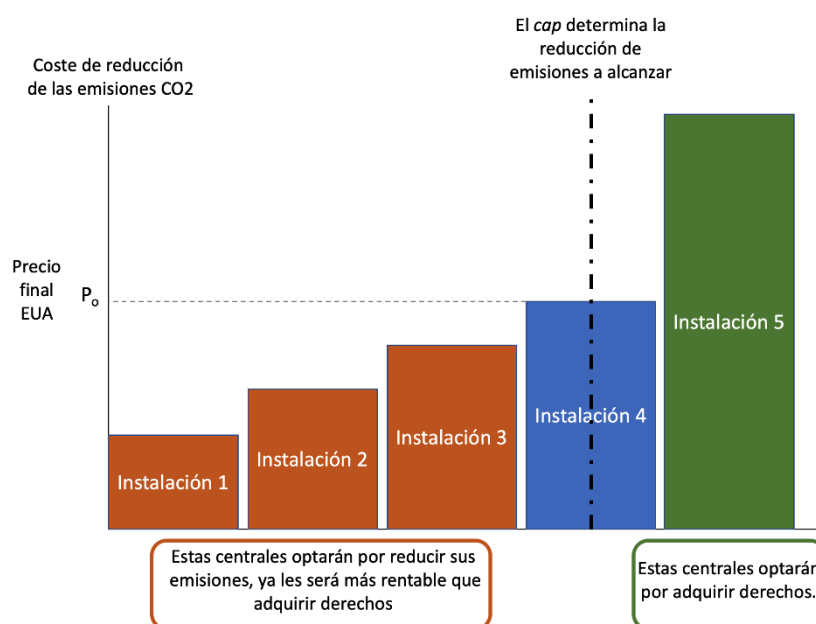 El cap determina la
reducción de
emisiones a alcanzar
Coste de reducción
de las emisiones CO2
Precio
final
EUA
Po
Instalación 1
Instalación 2
Instalación 3
Instalación 4
Instalación 5
Estas centrales optarán por reducir sus
emisiones, ya les será más rentable que
adquirir derechos
Estas centrales optarán
por adquirir derechos.